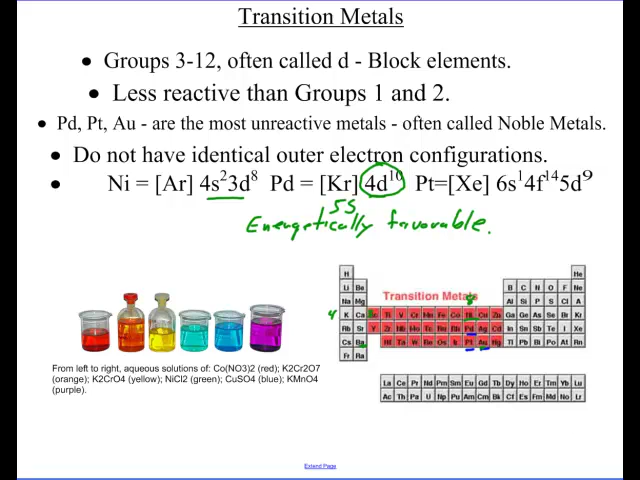 Transition Metals
● Groups 3-12, often called d - Block elements.
● Less reactive than Groups 1 and 2.
● Pd, Pt, Au - are the most unreactive metals - often called Noble Metals.
● Do not have identical outer electron configurations.
● Ni = [Ar] 4s²3d⁸ Pd = [Kr] 4d¹⁰ Pt=[Xe] 6s¹4f¹⁴5d⁹
5s
Energetically favorable.
8
4
Transition Metals
H He
Li Be B C N O F Ne
Na Mg Al Si P S Cl Ar
K Ca Ti V Cr Mn Fe Co Ni Cu Zn Ga Ge As Se Br Kr
Rb Sr Y Zr Nb Mo Tc Ru Rh Pd Ag Cd In Sn Sb Te I Xe
Cs Ba Hf Ta W Re Os Ir Pt Au Hg Tl Pb Bi Po At Rn
Fr Ra
La Ce Pr Nd Pm Sm Eu Gd Tb Dy Ho Er Tm Yb Lu
Ac Th Pa U Np Pu Am Cm Bk Cf Es Fm Md No Lr
From left to right, aqueous solutions of: Co(NO3)2 (red); K2Cr2O7
(orange); K2CrO4 (yellow); NiCl2 (green); CuSO4 (blue); KMnO4
(purple).
Extend Page